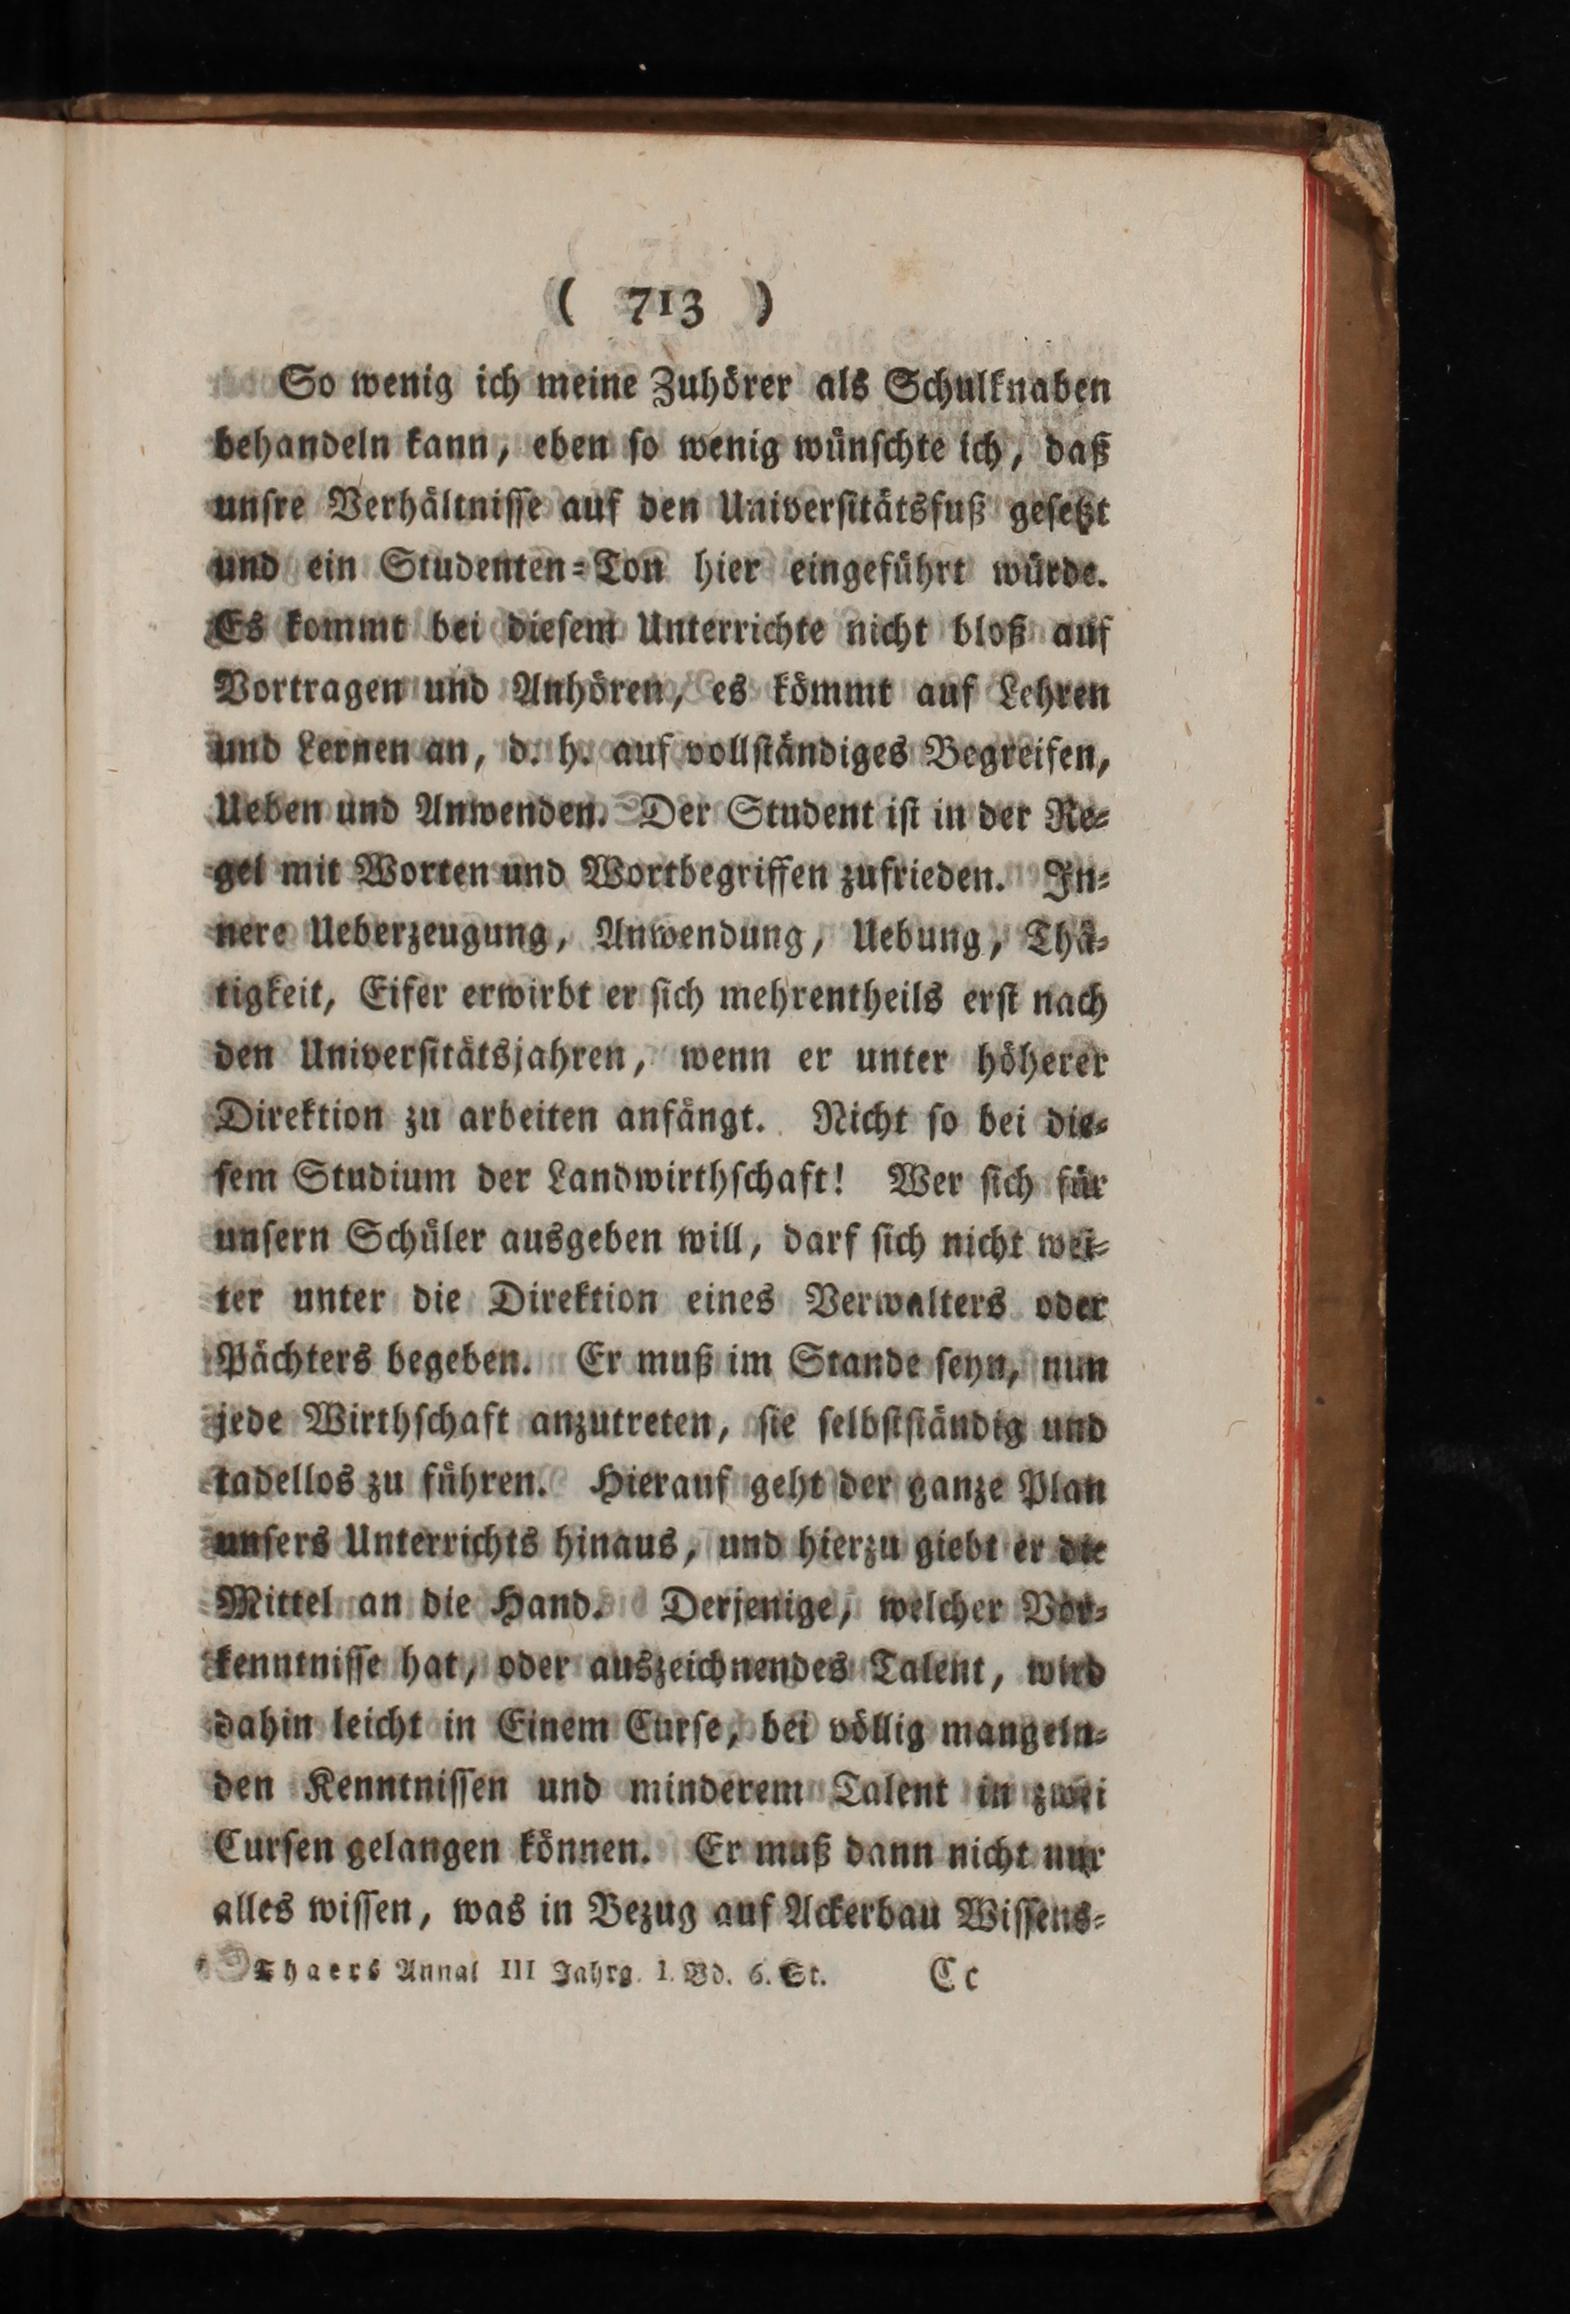 ( 713 )
So wenig ich meine Zuhörer als Schulknaben
behandeln kann, eben so wenig wünschte ich, daß
unsre Verhältnisse auf den Universitätsfuß gesetzt
und ein Studenten-Ton hier eingeführt würde.
Es kommt bei diesem Unterrichte nicht bloß auf
Vortragen und Anhören, es kömmt auf Lehren
und Lernen an, d. h. auf vollständiges Begreifen,
Ueben und Anwenden. Der Student ist in der Re-
gel mit Worten und Wortbegriffen zufrieden. In-
nere Ueberzeugung, Anwendung, Uebung, Thä-
tigkeit, Eifer erwirbt er sich mehrentheils erst nach
den Universitätsjahren, wenn er unter höherer
Direktion zu arbeiten anfängt. Nicht so bei die-
sem Studium der Landwirthschaft! Wer sich für
unsern Schüler ausgeben will, darf sich nicht wei-
ter unter die Direktion eines Verwalters oder
Pächters begeben. Er muß im Stande seyn, nun
jede Wirthschaft anzutreten, sie selbstständig und
tadellos zu führen. Hierauf geht der ganze Plan
unsers Unterrichts hinaus, und hierzu giebt er die
Mittel an die Hand. Derjenige, welcher Vor-
kenntnisse hat, oder auszeichnendes Talent, wird
dahin leicht in Einem Curse, bei völlig mangeln-
den Kenntnissen und minderem Talent in zwei
Cursen gelangen können. Er muß dann nicht nur
alles wissen, was in Bezug auf Ackerbau Wissens-
Thaers Annal III Jahrg. 1. Bd. 6. St. Cc